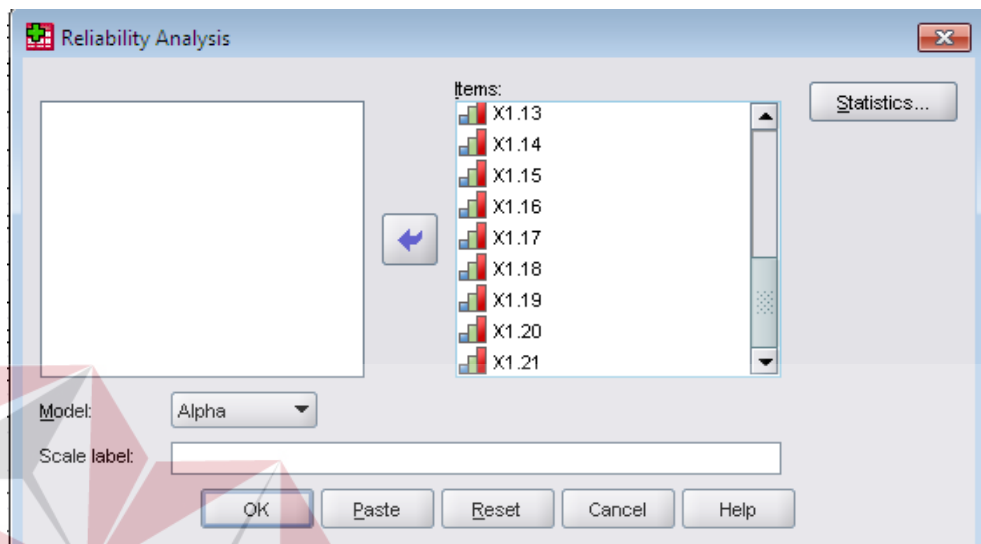 Reliability Analysis
Items:
Statistics...
X1.13
X1.14
X1.15
X1.16
X1.17
X1.18
X1.19
X1.20
X1.21
Model: Alpha
Scale label:
OK Paste Reset Cancel Help